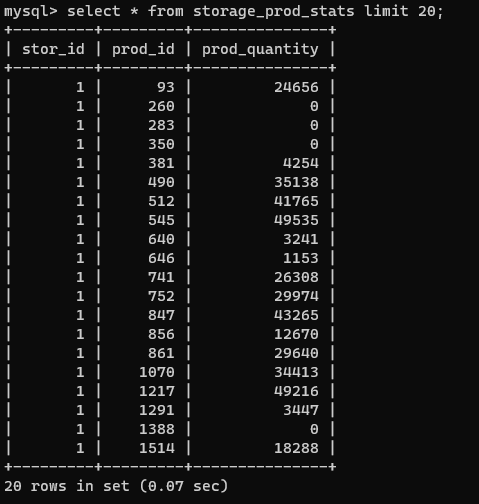 mysql> select * from storage_prod_stats limit 20;
+---------+---------+---------------+
| stor_id | prod_id | prod_quantity |
+---------+---------+---------------+
|       1 |      93 |         24656 |
|       1 |     260 |             0 |
|       1 |     283 |             0 |
|       1 |     350 |             0 |
|       1 |     381 |          4254 |
|       1 |     490 |         35138 |
|       1 |     512 |         41765 |
|       1 |     545 |         49535 |
|       1 |     640 |          3241 |
|       1 |     646 |          1153 |
|       1 |     741 |         26308 |
|       1 |     752 |         29974 |
|       1 |     847 |         43265 |
|       1 |     856 |         12670 |
|       1 |     861 |         29640 |
|       1 |    1070 |         34413 |
|       1 |    1217 |         49216 |
|       1 |    1291 |          3447 |
|       1 |    1388 |             0 |
|       1 |    1514 |         18288 |
+---------+---------+---------------+
20 rows in set (0.07 sec)